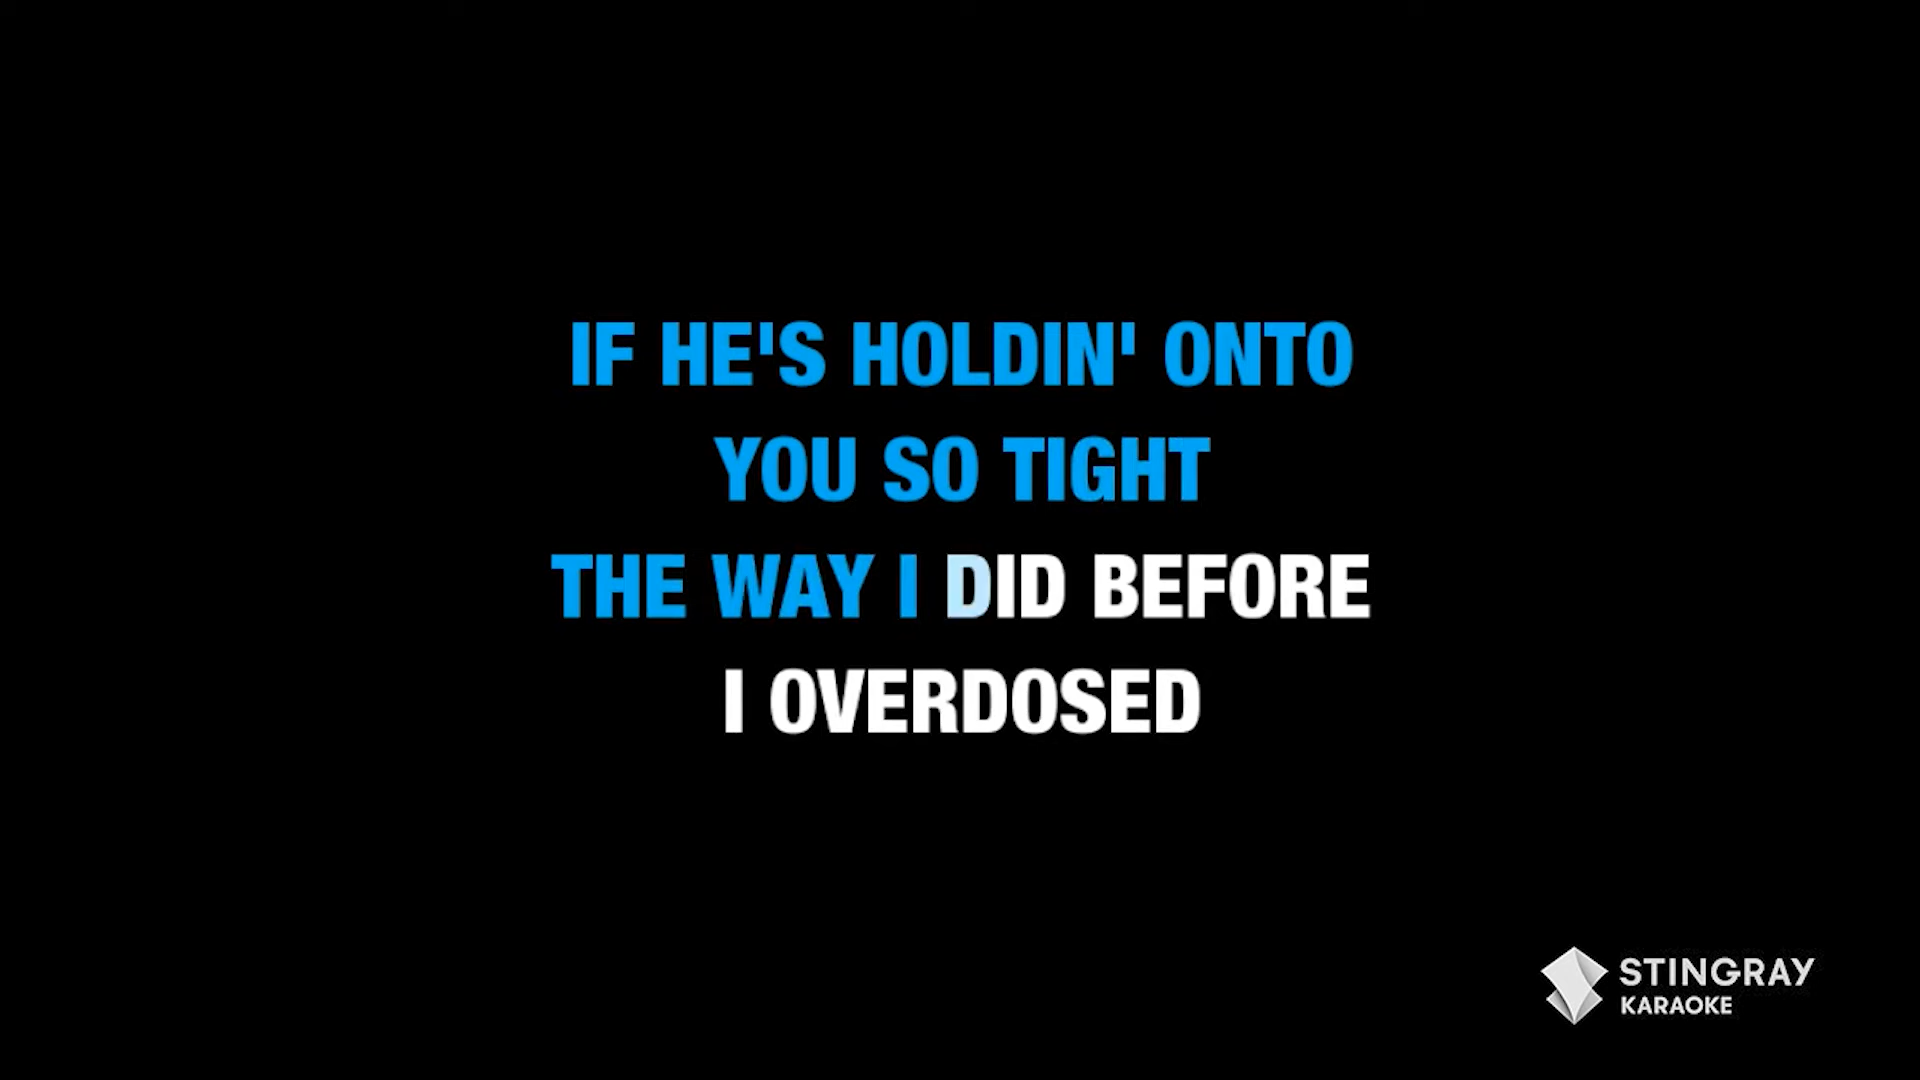 IF HE'S HOLDIN' ONTO
YOU SO TIGHT
THE WAY I DID BEFORE
I OVERDOSED
STINGRAY
KARAOKE